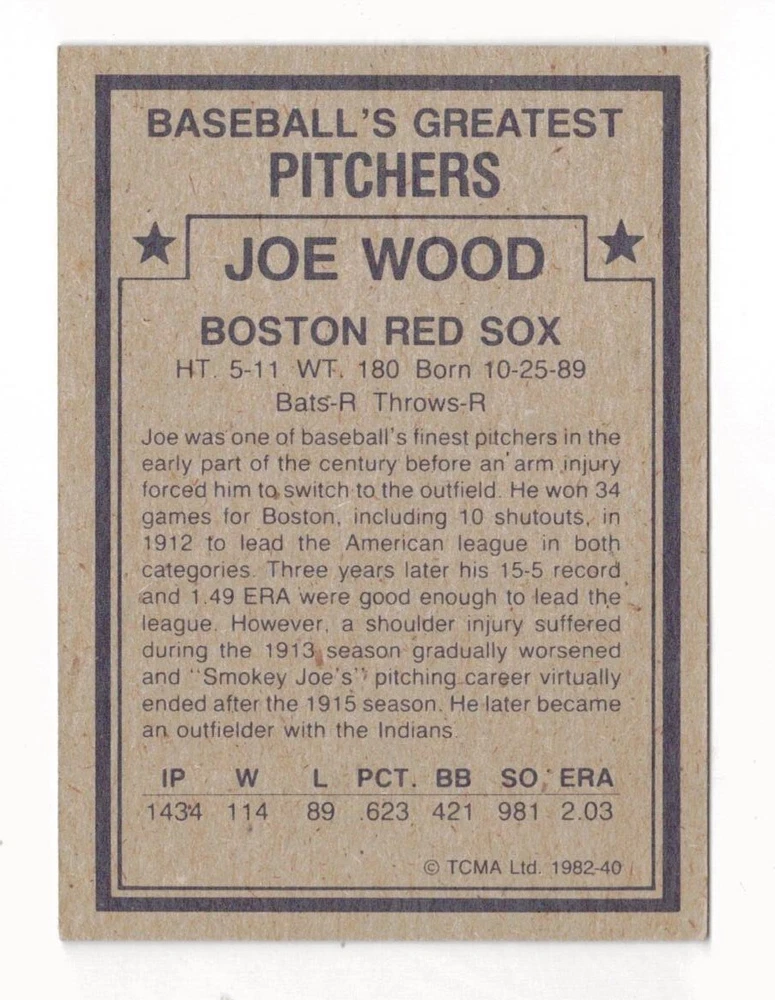 BASEBALL'S GREATEST
PITCHERS
JOE WOOD
BOSTON RED SOX
HT. 5-11 WT. 180 Born 10-25-89
Bats-R Throws-R
Joe was one of baseball's finest pitchers in the
early part of the century before an arm injury
forced him to switch to the outfield. He won 34
games for Boston, including 10 shutouts, in
1912 to lead the American league in both
categories. Three years later his 15-5 record
and 1.49 ERA were good enough to lead the
league. However, a shoulder injury suffered
during the 1913 season gradually worsened
and "Smokey Joe's" pitching career virtually
ended after the 1915 season. He later became
an outfielder with the Indians.
IP W L PCT. BB SO ERA
1434 114 89 .623 421 981 2.03
© TCMA Ltd. 1982-40